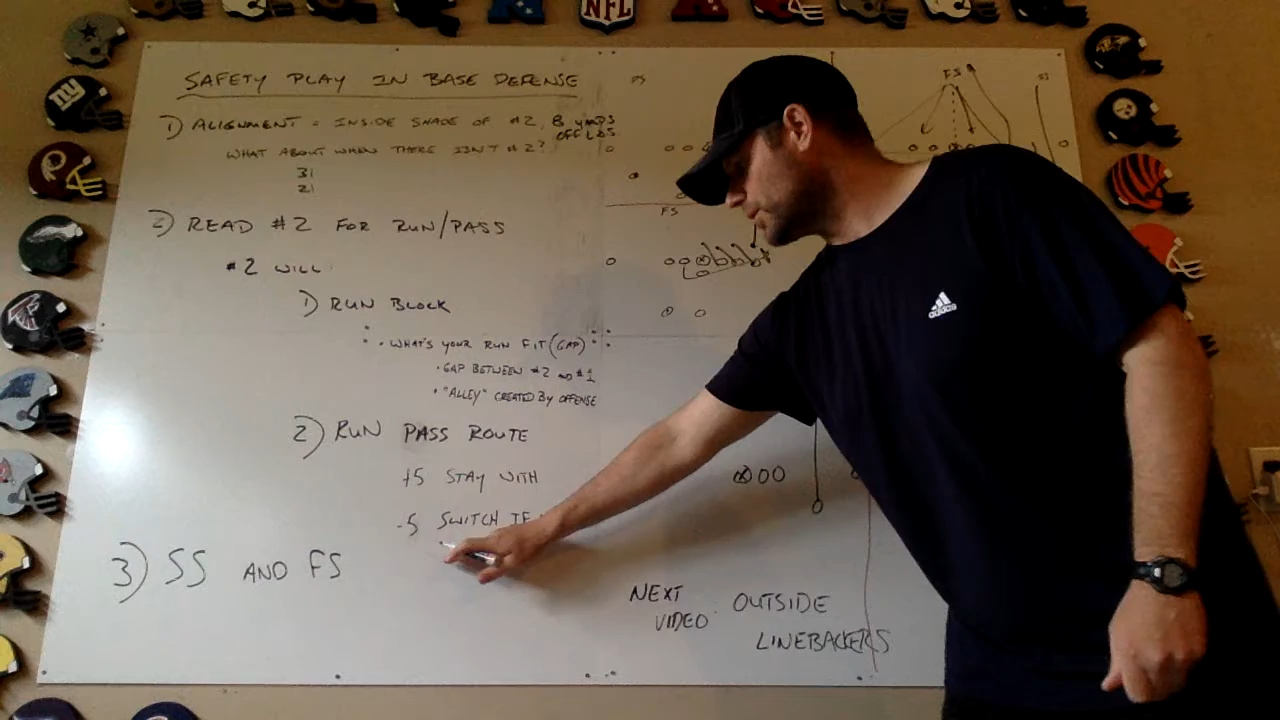 NFL
SAFETY PLAY IN BASE DEFENSE
1) ALIGNMENT = INSIDE SHADE OF #2, 8 YARDS
OFF LOS.
WHAT ABOUT WHEN THERE ISN'T #2?
31
21
2) READ #2 FOR RUN/PASS
#2 WILL
1) RUN BLOCK
• WHAT'S YOUR RUN FIT (GAP)
• GAP BETWEEN #2 AND #1
• "ALLEY" CREATED BY OFFENSE
2) RUN PASS ROUTE
+5 STAY WITH
-5 SWITCH TE
3) SS AND FS
FS
FS
adidas
NEXT
VIDEO: OUTSIDE
LINEBACKERS